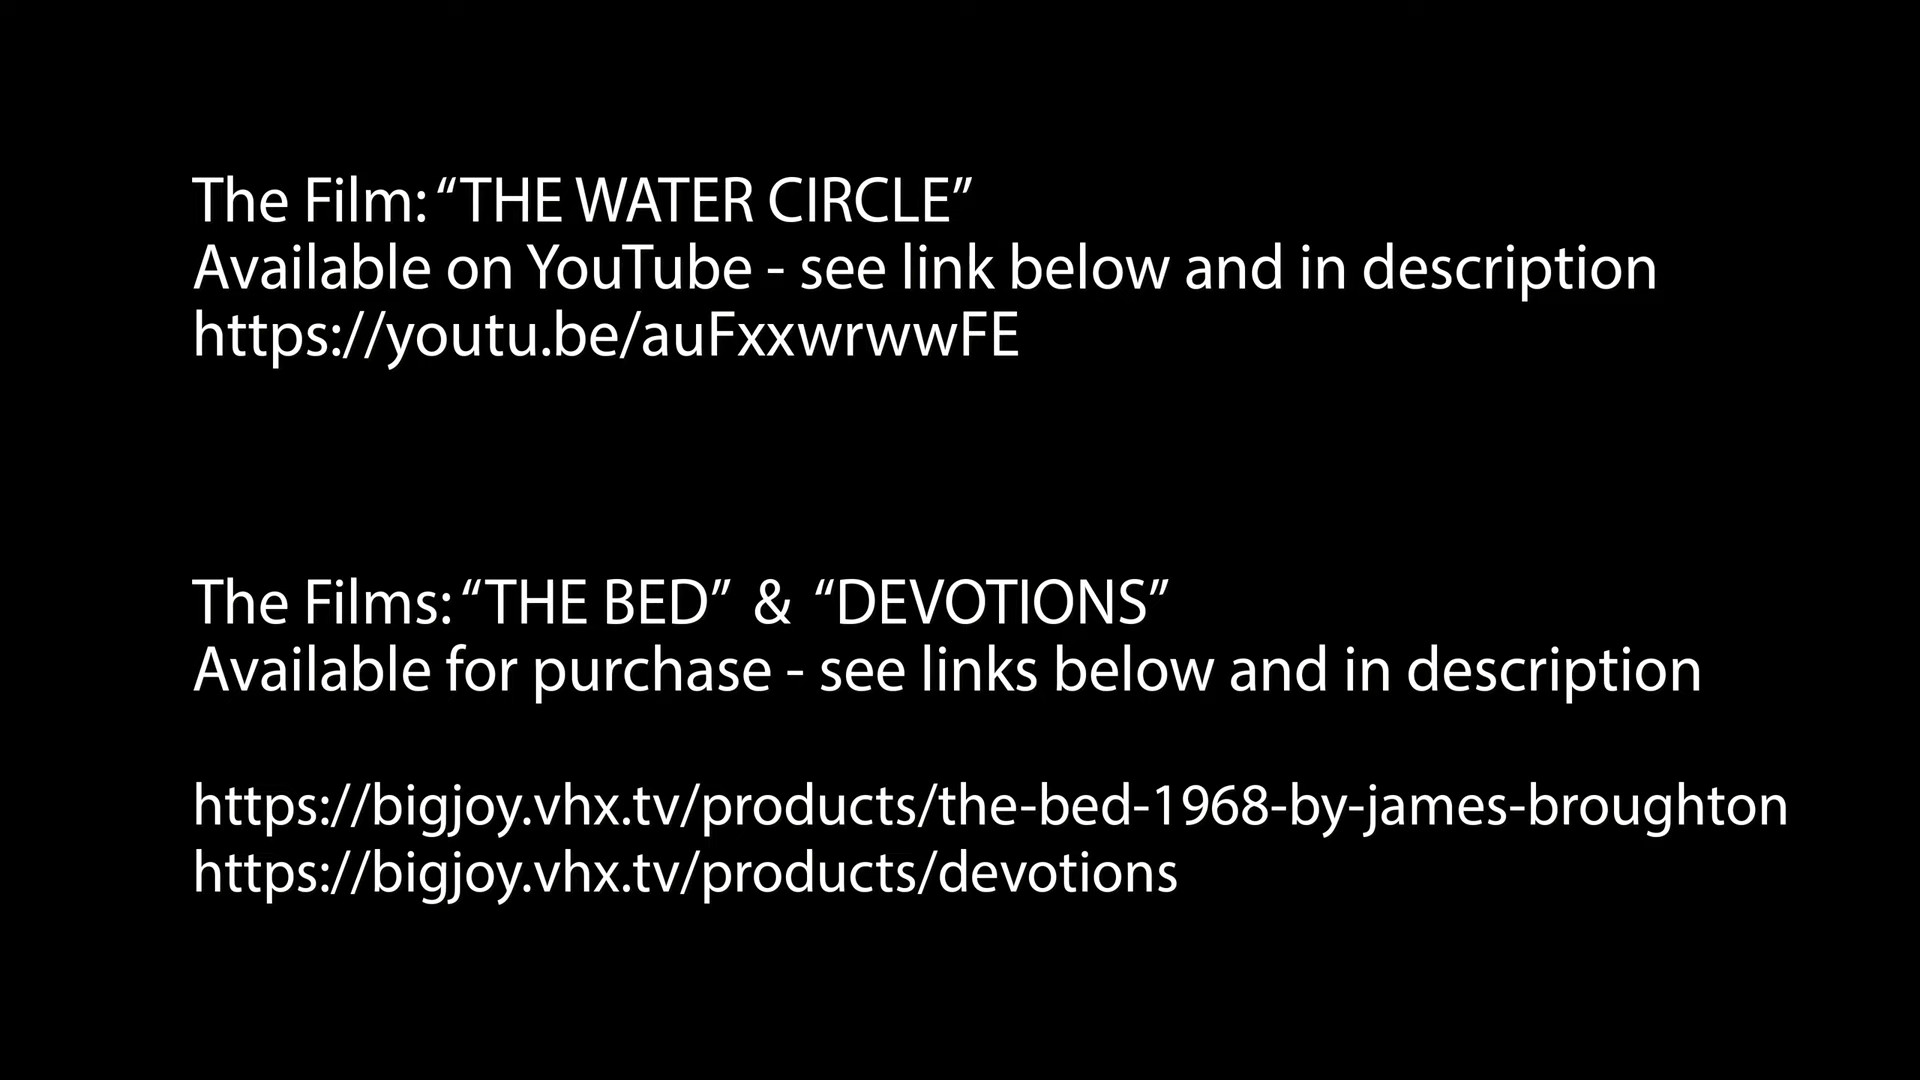 The Film: “THE WATER CIRCLE”
Available on YouTube - see link below and in description
https://youtu.be/auFxxwrwwFE
The Films: “THE BED” & “DEVOTIONS”
Available for purchase - see links below and in description
https://bigjoy.vhx.tv/products/the-bed-1968-by-james-broughton
https://bigjoy.vhx.tv/products/devotions